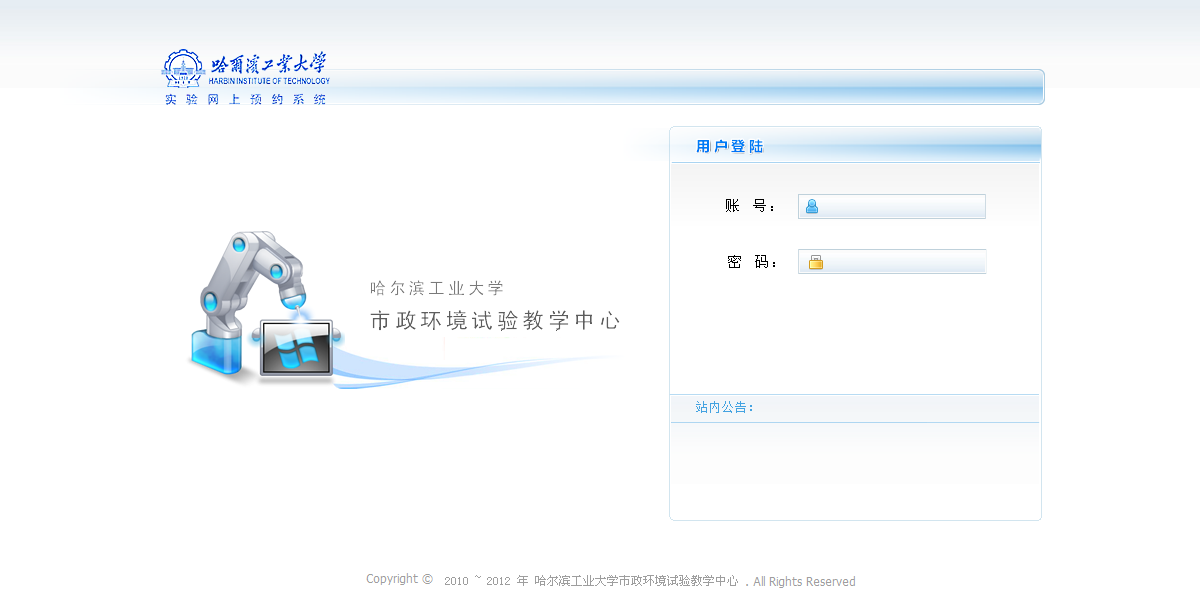 哈爾濱工業大學
HARBIN INSTITUTE OF TECHNOLOGY
实验网上预约系统
用户登陆
账 号：
密 码：
哈尔滨工业大学
市政环境试验教学中心
站内公告：
Copyright © 2010 ~ 2012 年 哈尔滨工业大学市政环境试验教学中心 . All Rights Reserved